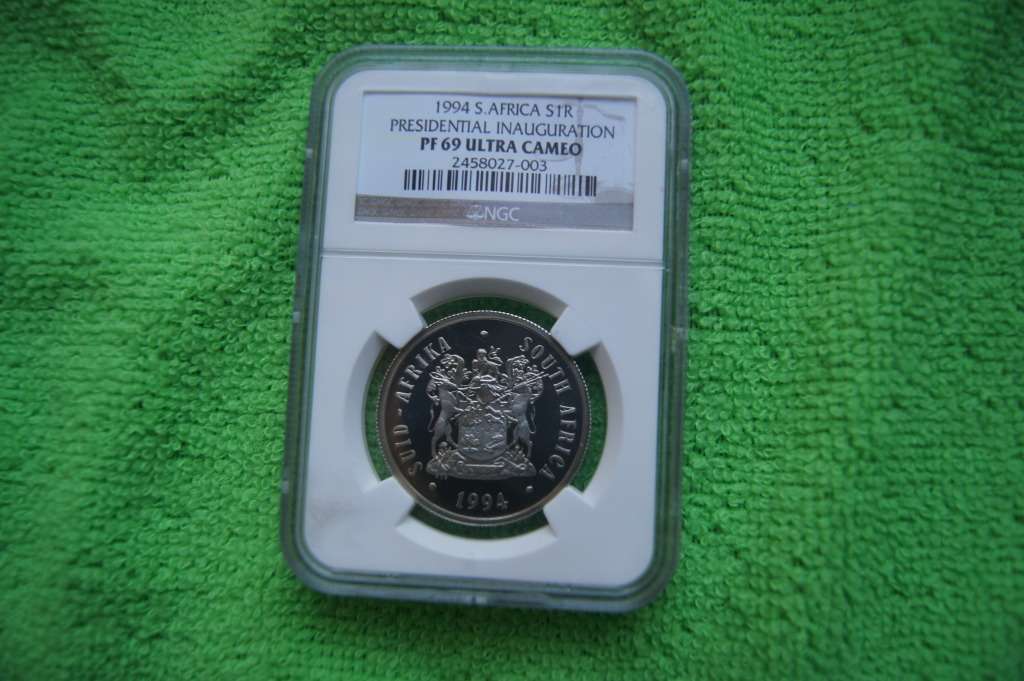 1994 S.AFRICA S1R
PRESIDENTIAL INAUGURATION
PF 69 ULTRA CAMEO
2458027-003
NGC
SUID - AFRIKA
SOUTH AFRICA
1994